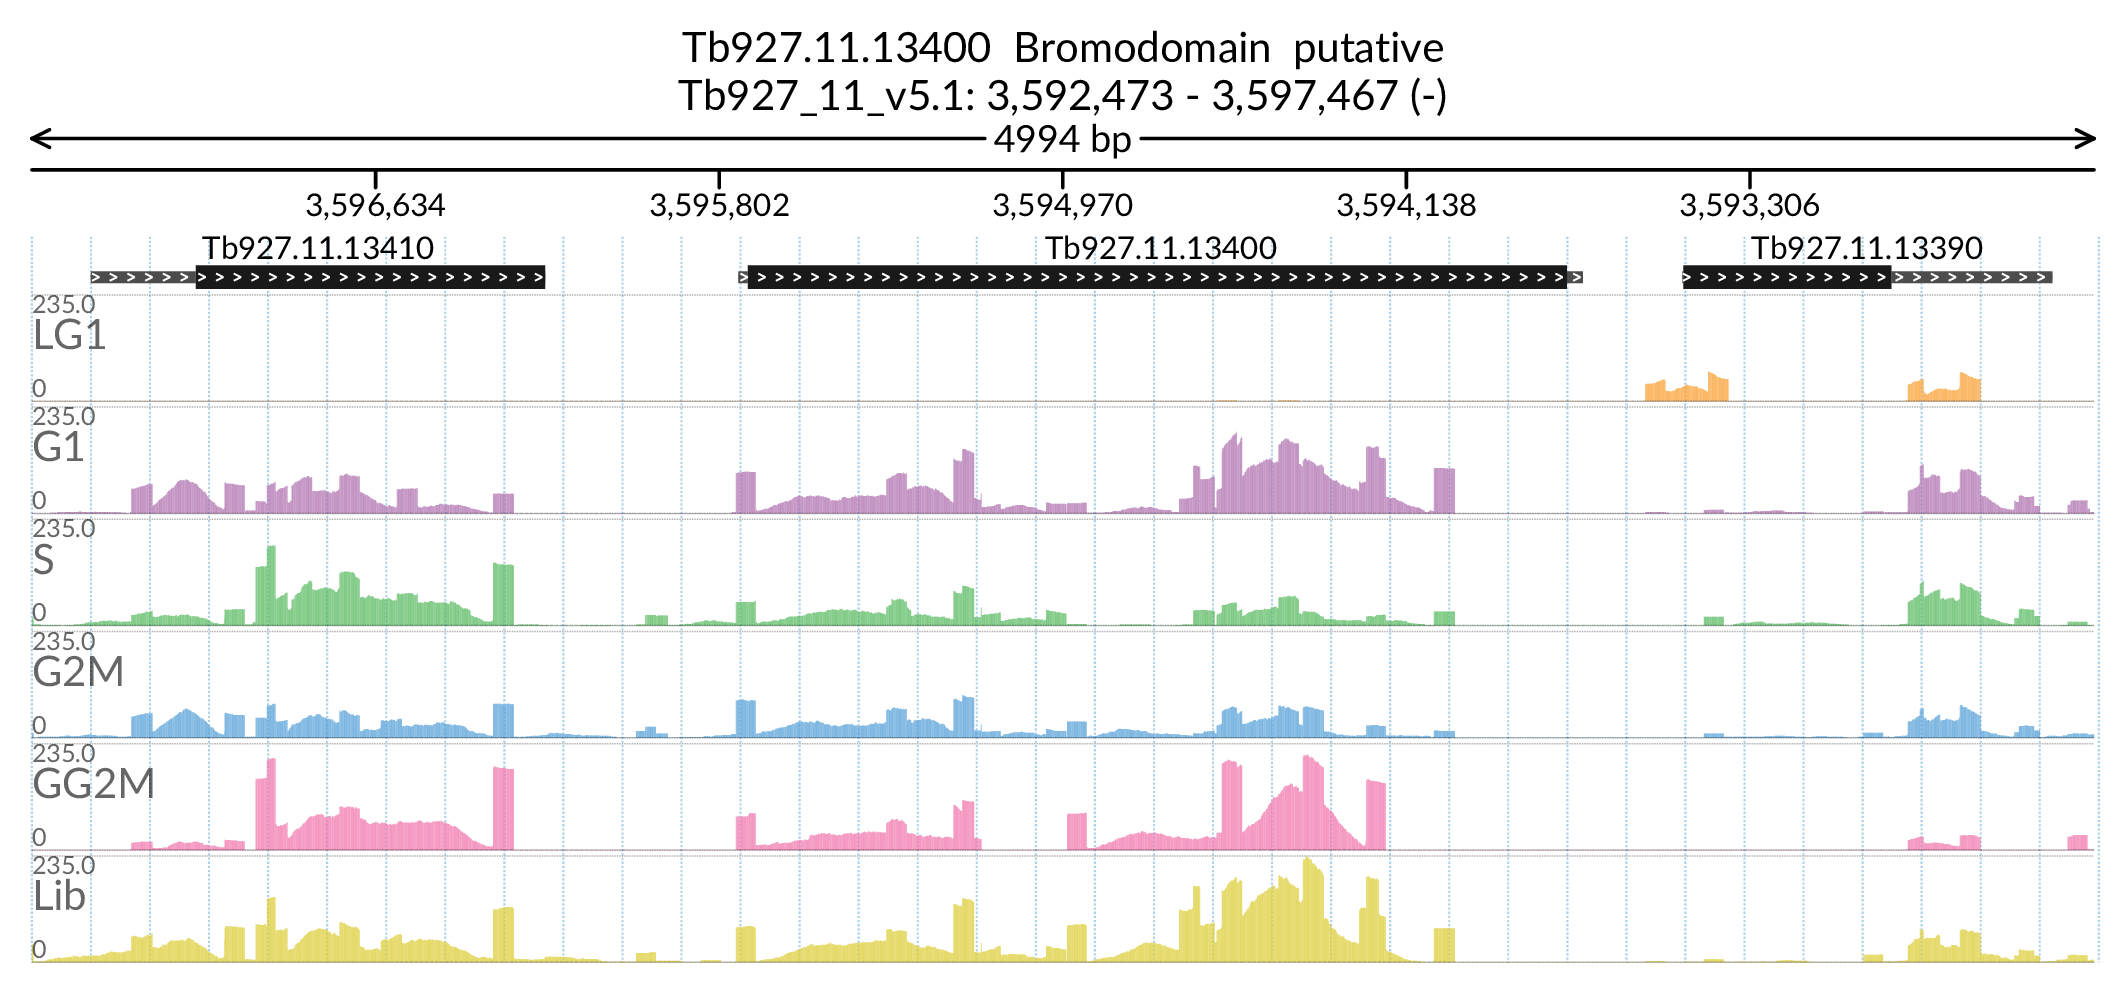 Tb927.11.13400 Bromodomain putative
Tb927_11_v5.1: 3,592,473 - 3,597,467 (-)
4994 bp
3,596,634 3,595,802 3,594,970 3,594,138 3,593,306
Tb927.11.13410 Tb927.11.13400 Tb927.11.13390
235.0
LG1
0
235.0
G1
0
235.0
S
0
235.0
G2M
0
235.0
GG2M
0
235.0
Lib
0